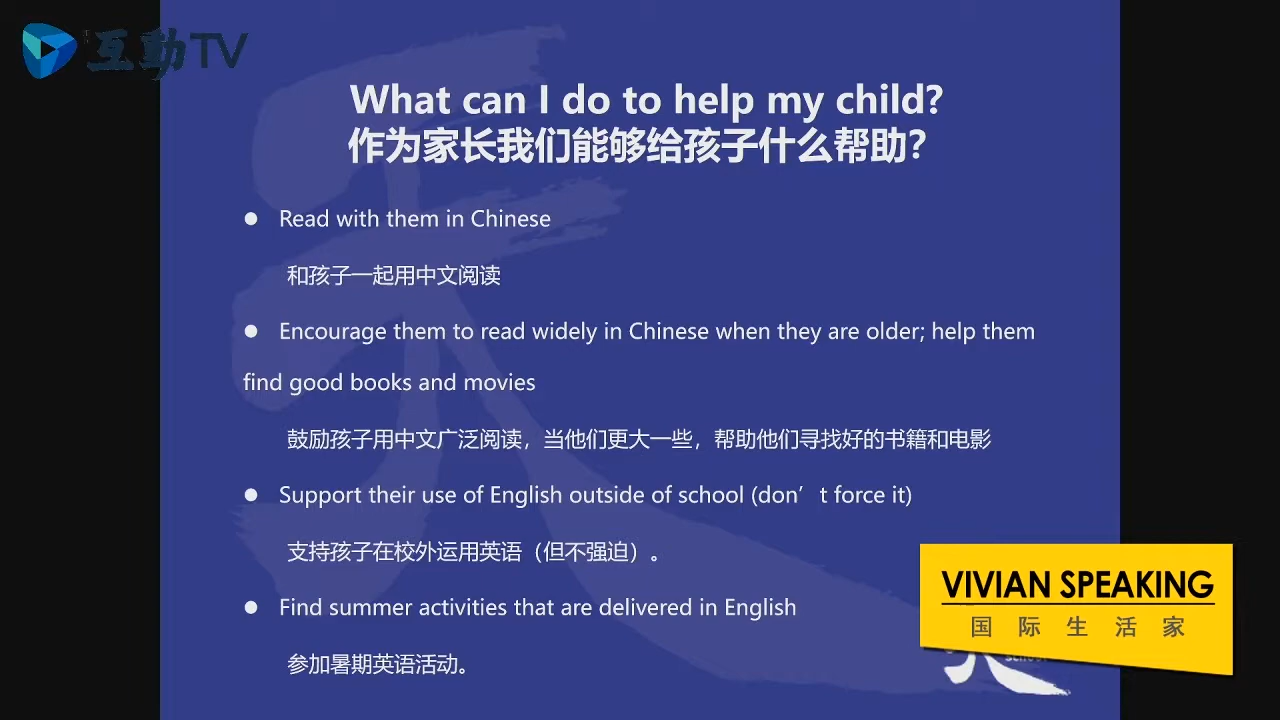 互動TV
What can I do to help my child?
作为家长我们能够给孩子什么帮助？
● Read with them in Chinese
和孩子一起用中文阅读
● Encourage them to read widely in Chinese when they are older; help them
find good books and movies
鼓励孩子用中文广泛阅读，当他们更大一些，帮助他们寻找好的书籍和电影
● Support their use of English outside of school (don’t force it)
支持孩子在校外运用英语（但不强迫）。
● Find summer activities that are delivered in English
参加暑期英语活动。
VIVIAN SPEAKING
国际生活家